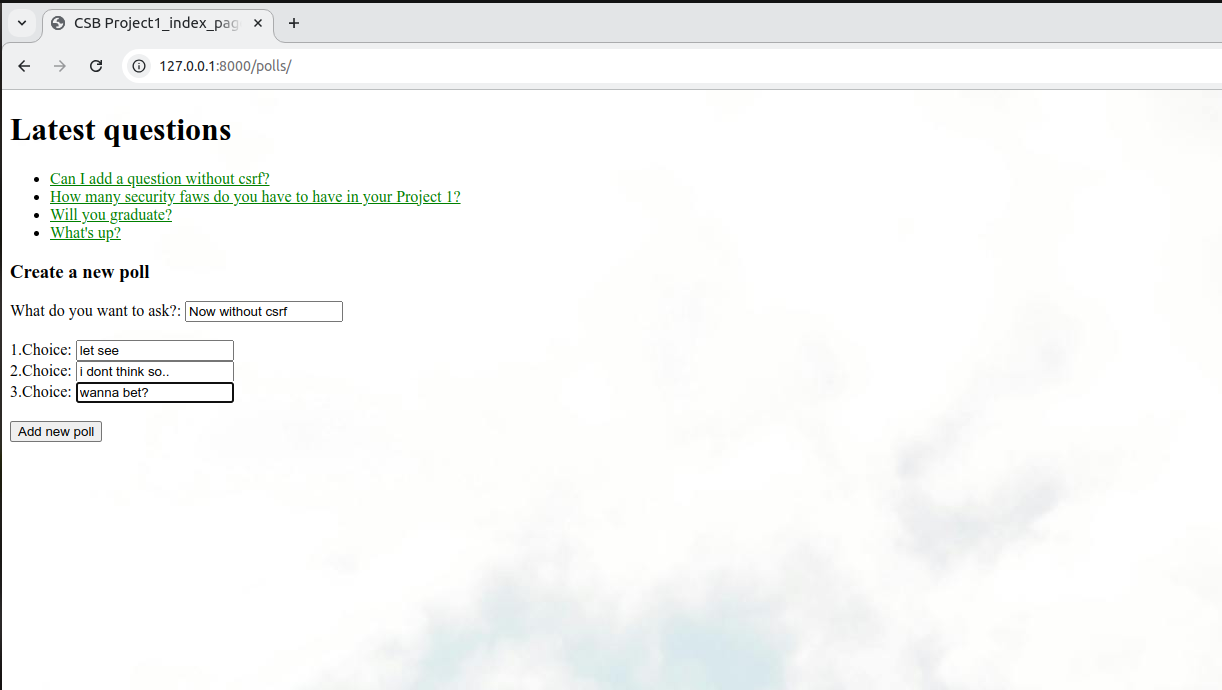 CSB Project1_index_pag
127.0.0.1:8000/polls/
Latest questions
Can I add a question without csrf?
How many security faws do you have to have in your Project 1?
Will you graduate?
What's up?
Create a new poll
What do you want to ask?: Now without csrf
1.Choice: let see
2.Choice: i dont think so..
3.Choice: wanna bet?
Add new poll